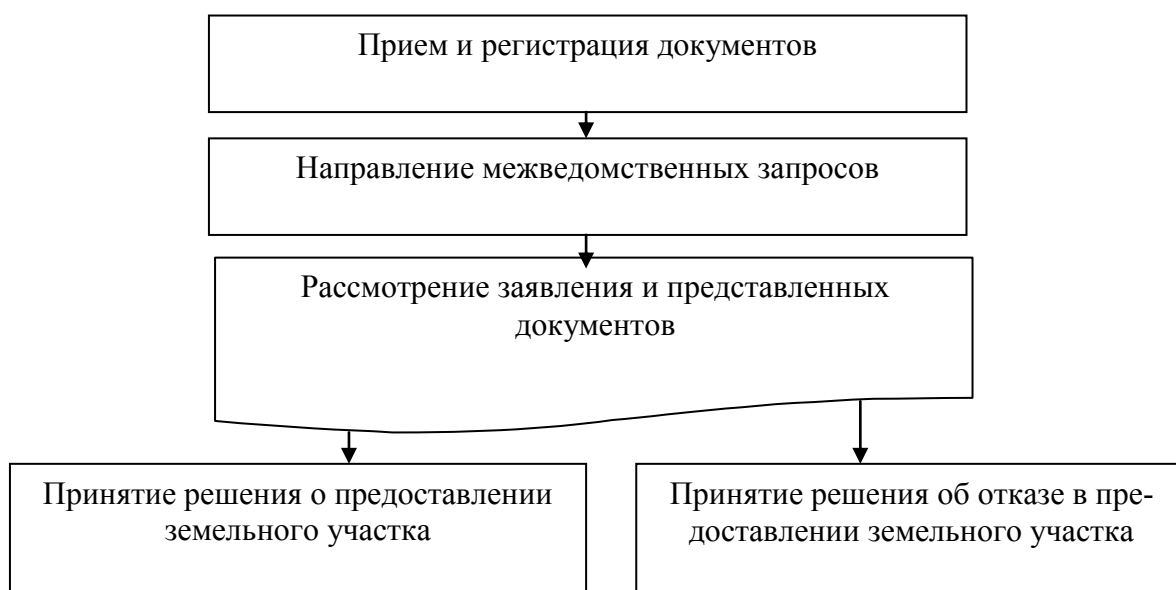 Прием и регистрация документов
Направление межведомственных запросов
Рассмотрение заявления и представленных
документов
Принятие решения о предоставлении
земельного участка
Принятие решения об отказе в пре-
доставлении земельного участка